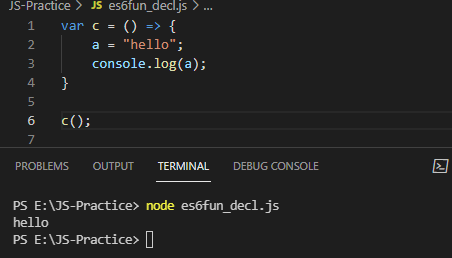 JS-Practice > JS es6fun_decl.js > ...
1 var c = () => {
2     a = "hello";
3     console.log(a);
4 }
5
6 c();
7
PROBLEMS OUTPUT TERMINAL DEBUG CONSOLE
PS E:\JS-Practice> node es6fun_decl.js
hello
PS E:\JS-Practice>